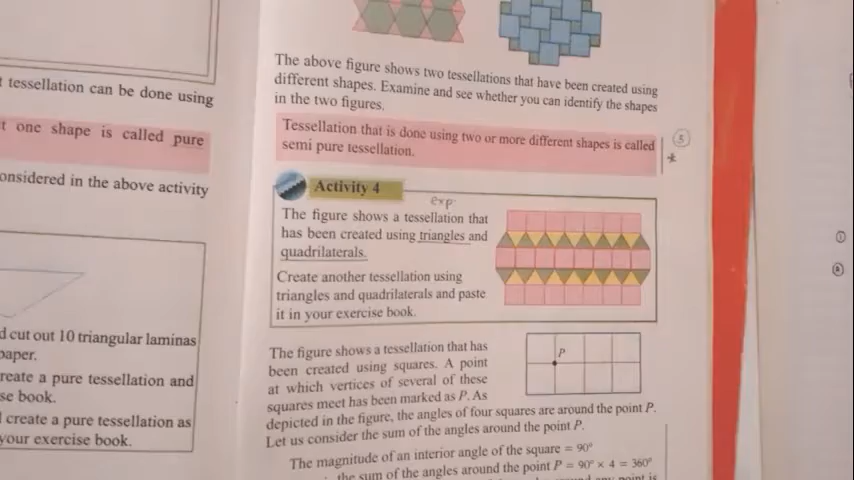 t tessellation can be done using
t one shape is called pure
onsidered in the above activity
d cut out 10 triangular laminas
paper.
reate a pure tessellation and
se book.
l create a pure tessellation as
your exercise book.
The above figure shows two tessellations that have been created using
different shapes. Examine and see whether you can identify the shapes
in the two figures.
Tessellation that is done using two or more different shapes is called
semi pure tessellation.
5
*
Activity 4
exp:
The figure shows a tessellation that
has been created using triangles and
quadrilaterals.
Create another tessellation using
triangles and quadrilaterals and paste
it in your exercise book.
The figure shows a tessellation that has
been created using squares. A point
at which vertices of several of these
squares meet has been marked as P. As
depicted in the figure, the angles of four squares are around the point P.
Let us consider the sum of the angles around the point P.
P
The magnitude of an interior angle of the square = 90°
the sum of the angles around the point P = 90° × 4 = 360°